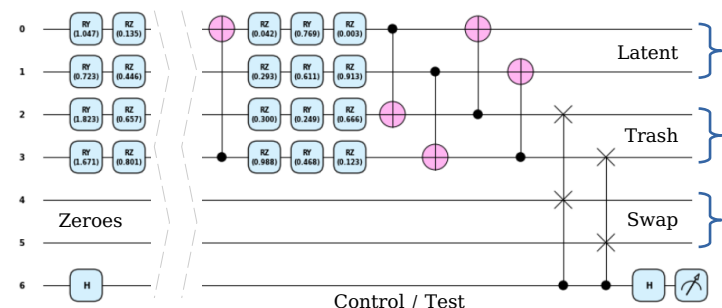 0 RY (1.047) RZ (0.135) RZ (0.042) RY (0.769) RZ (0.003)
Latent
1 RY (0.723) RZ (0.446) RZ (0.293) RY (0.611) RZ (0.913)
2 RY (1.823) RZ (0.657) RZ (0.300) RY (0.249) RZ (0.666)
Trash
3 RY (1.671) RZ (0.801) RZ (0.988) RY (0.468) RZ (0.123)
4
Zeroes Swap
5
6 H H
Control / Test